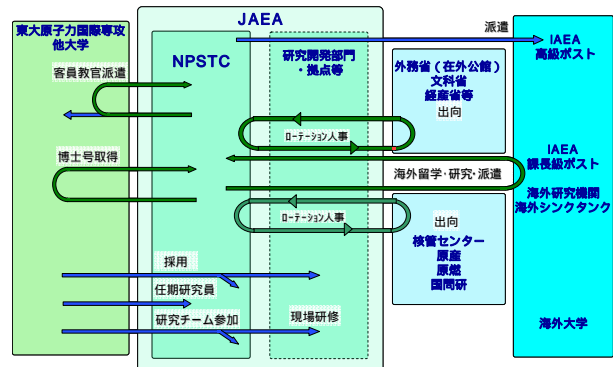 東大原子力国際専攻
他大学
JAEA
NPSTC
研究開発部門
・拠点等
派遣
外務省（在外公館）
文科省
経産省等
出向
IAEA
高級ポスト
客員教官派遣
ローテーション人事
博士号取得
海外留学・研究・派遣
IAEA
課長級ポスト
海外研究機関
海外シンクタンク
ローテーション人事
出向
核管センター
原産
原燃
国問研
採用
任期研究員
研究チーム参加
現場研修
海外大学